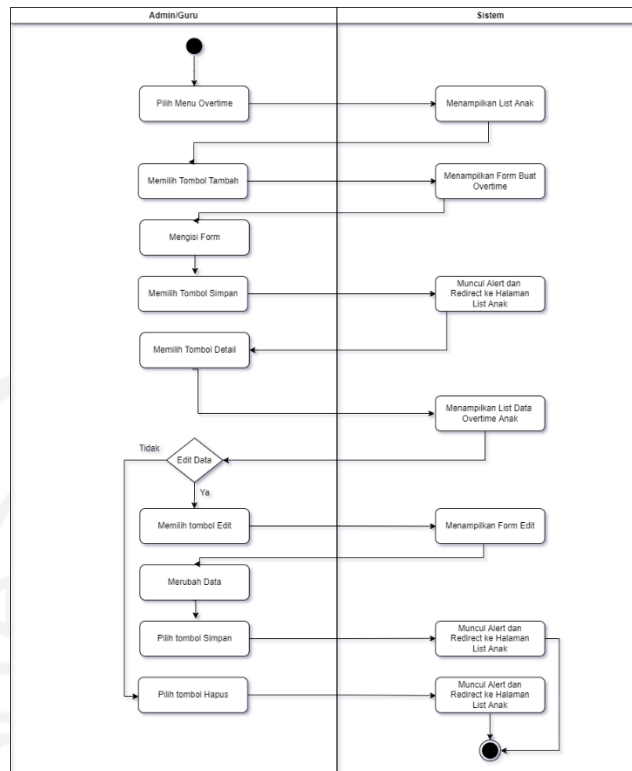 Admin/Guru
Sistem
Pilih Menu Overtime
Menampilkan List Anak
Memilih Tombol Tambah
Menampilkan Form Buat
Overtime
Mengisi Form
Memilih Tombol Simpan
Muncul Alert dan
Redirect ke Halaman
List Anak
Memilih Tombol Detail
Menampilkan List Data
Overtime Anak
Tidak
Edit Data
Ya
Memilih tombol Edit
Menampilkan Form Edit
Merubah Data
Pilih tombol Simpan
Muncul Alert dan
Redirect ke Halaman
List Anak
Pilih tombol Hapus
Muncul Alert dan
Redirect ke Halaman
List Anak